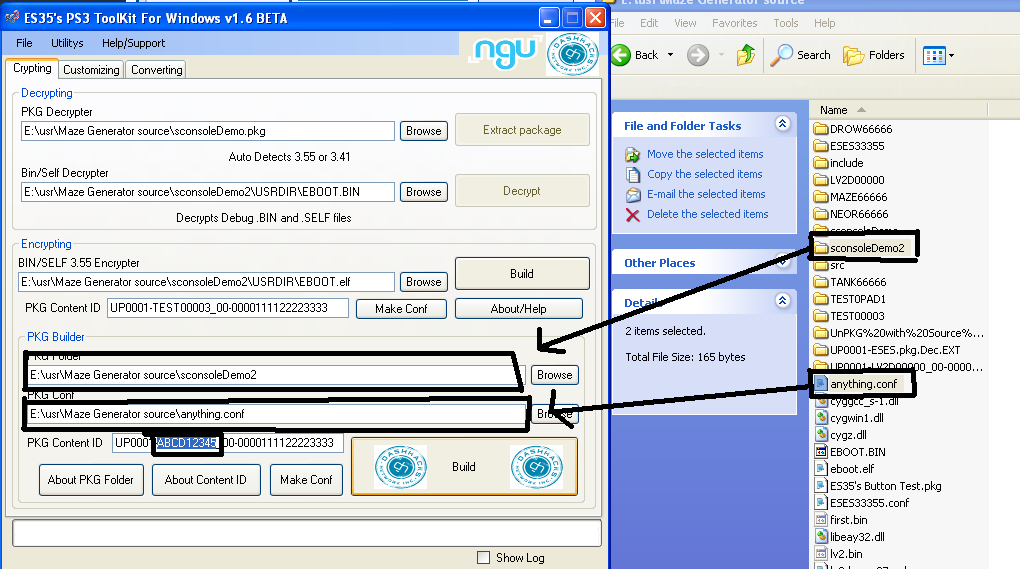 ES35's PS3 ToolKit For Windows v1.6 BETA
File Utilitys Help/Support
ngu
DASHHACKS
NETWORK INC.
Crypting Customizing Converting
Decrypting
PKG Decrypter
E:\usr\Maze Generator source\sconsoleDemo.pkg Browse Extract package
Auto Detects 3.55 or 3.41
Bin/Self Decrypter
E:\usr\Maze Generator source\sconsoleDemo2\USRDIR\EBOOT.BIN Browse Decrypt
Decrypts Debug .BIN and .SELF files
Encrypting
BIN/SELF 3.55 Encrypter
E:\usr\Maze Generator source\sconsoleDemo2\USRDIR\EBOOT.elf Browse Build
PKG Content ID UP0001-TEST00003_00-0000111122223333 Make Conf About/Help
PKG Builder
PKG Folder
E:\usr\Maze Generator source\sconsoleDemo2 Browse
PKG Conf
E:\usr\Maze Generator source\anything.conf Browse
PKG Content ID UP0001-ABCD12345_00-0000111122223333
DASHHACKS
NETWORK INC.
Build
DASHHACKS
NETWORK INC.
About PKG Folder About Content ID Make Conf
Show Log
E:\usr\Maze Generator source
File Edit View Favorites Tools Help
Back Search Folders
File and Folder Tasks
Move the selected items
Copy the selected items
E-mail the selected items
Delete the selected items
Other Places
Details
2 items selected.
Total File Size: 165 bytes
Name
DROW66666
ESES33355
include
LV2D00000
MAZE66666
NEOR66666
sconsoleDemo
sconsoleDemo2
src
TANK66666
TEST0PAD1
TEST00003
UnPKG%20with%20Source%...
UP0001-ESES.pkg.Dec.EXT
UP0001-LV2D00000_00-0000...
anything.conf
cyggcc_s-1.dll
cygwin1.dll
cygz.dll
EBOOT.BIN
eboot.elf
ES35's Button Test.pkg
ESES33355.conf
first.bin
libeay32.dll
lv2.bin